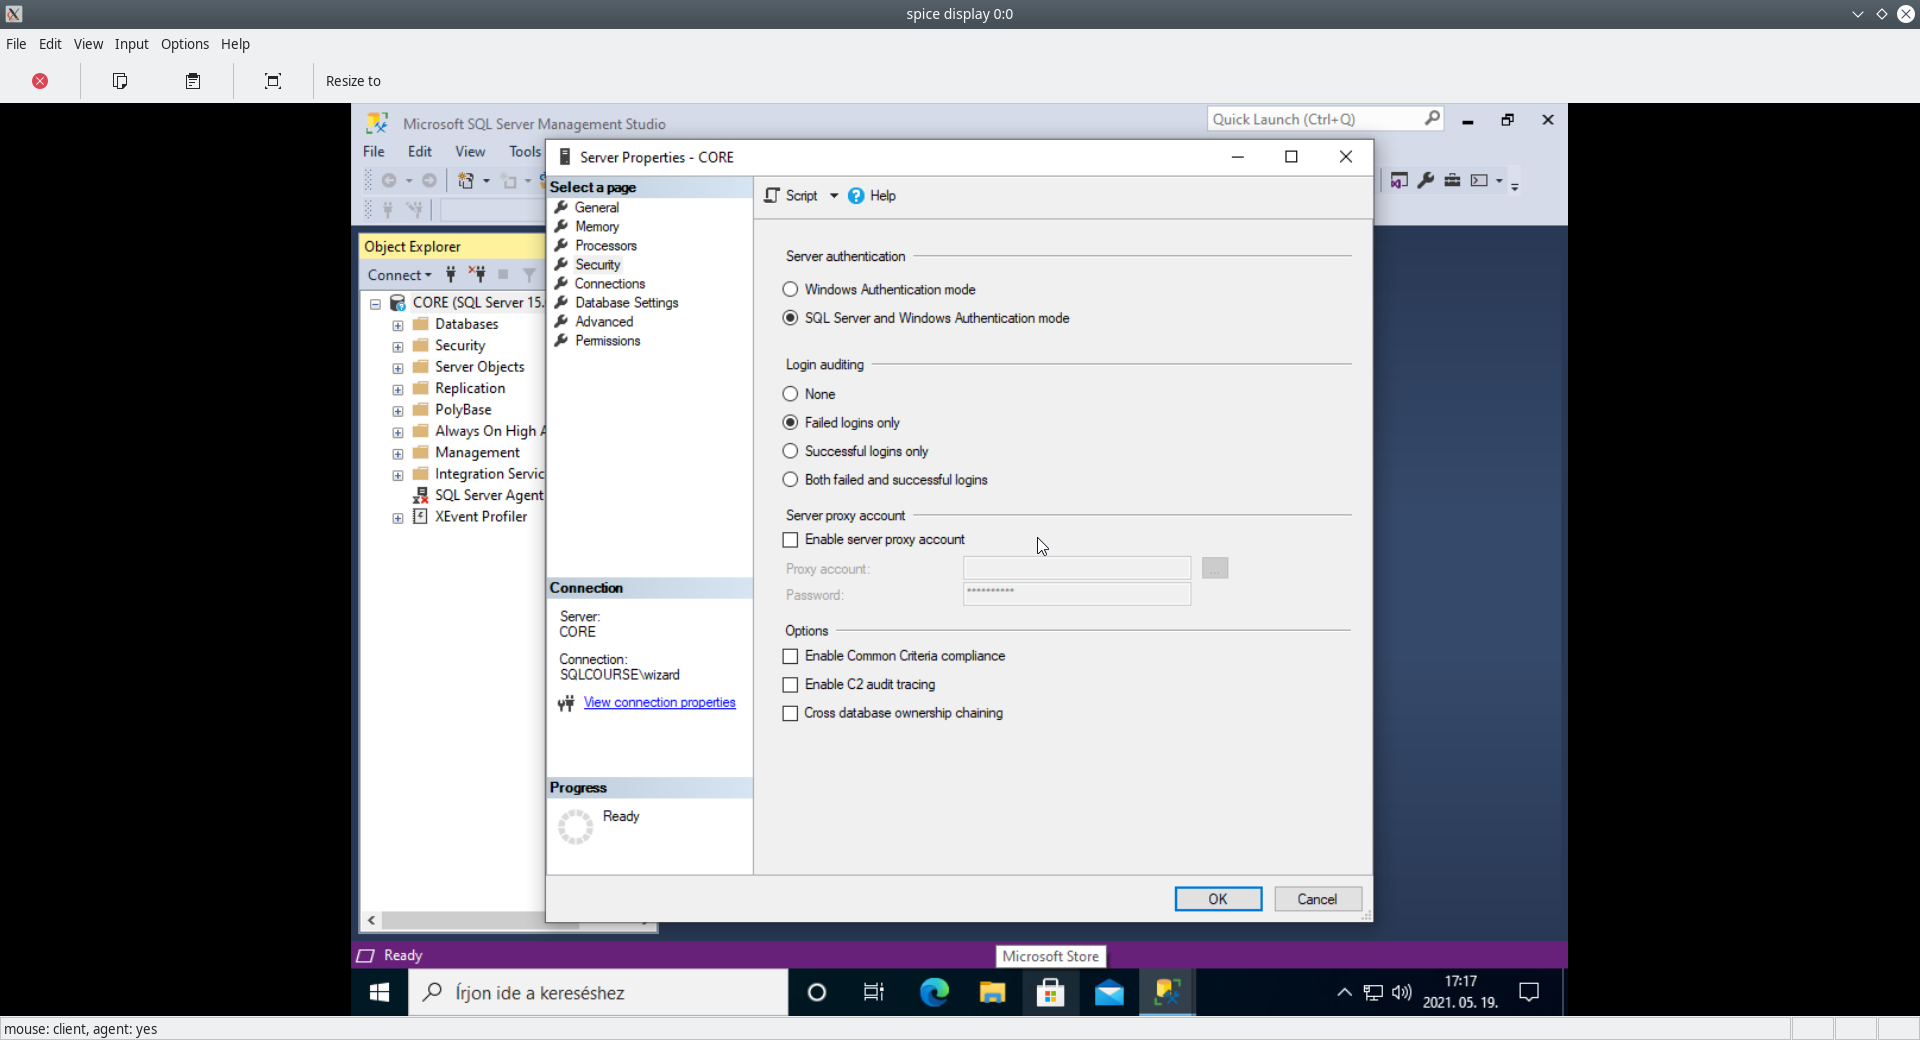 spice display 0:0
File Edit View Input Options Help
Resize to
Microsoft SQL Server Management Studio
Quick Launch (Ctrl+Q)
File Edit View Tools
Server Properties - CORE
Select a page
General
Memory
Processors
Security
Connections
Database Settings
Advanced
Permissions
Script Help
Object Explorer
Connect
CORE (SQL Server 15.
Databases
Security
Server Objects
Replication
PolyBase
Always On High A
Management
Integration Servic
SQL Server Agent
XEvent Profiler
Server authentication
Windows Authentication mode
SQL Server and Windows Authentication mode
Login auditing
None
Failed logins only
Successful logins only
Both failed and successful logins
Server proxy account
Enable server proxy account
Proxy account:
...
Password:
**********
Options
Enable Common Criteria compliance
Enable C2 audit tracing
Cross database ownership chaining
Connection
Server:
CORE
Connection:
SQLCOURSE\wizard
View connection properties
Progress
Ready
OK Cancel
Ready
Microsoft Store
Írjon ide a kereséshez
17:17
2021. 05. 19.
mouse: client, agent: yes